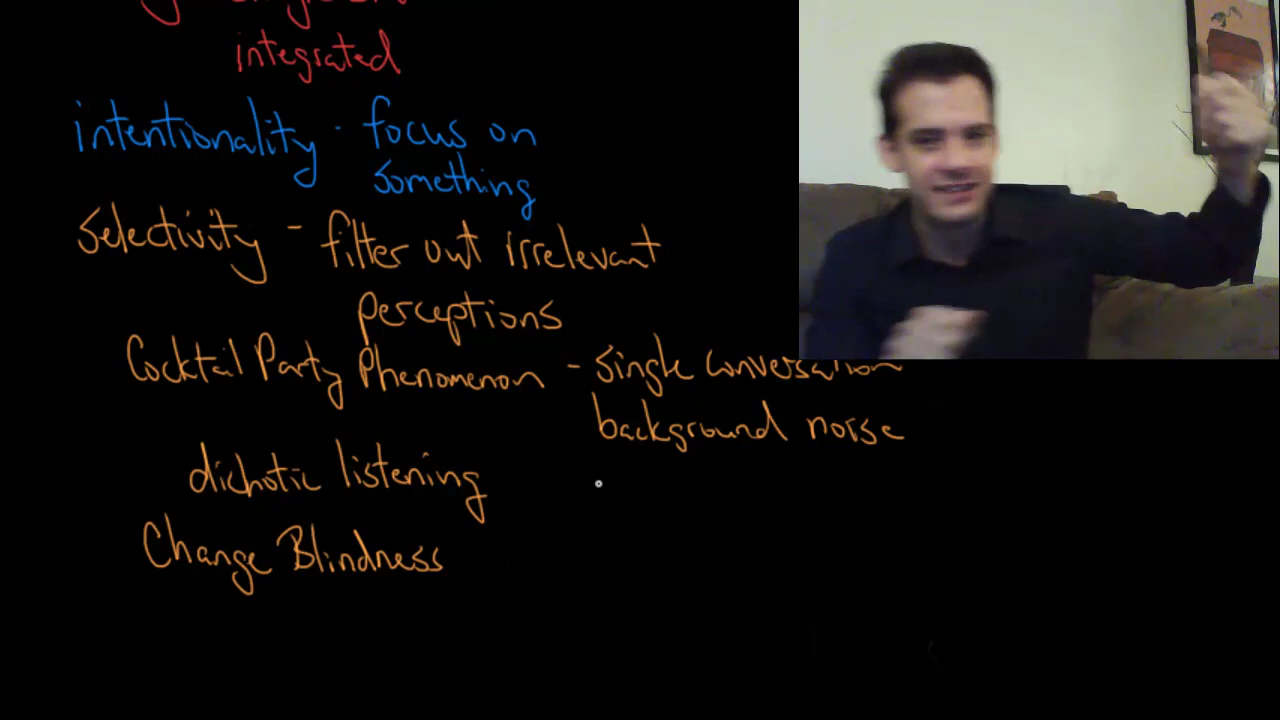 integrated
intentionality - focus on
something
Selectivity - filter out irrelevant
perceptions
Cocktail Party Phenomenon - single conversation
background noise
dichotic listening
Change Blindness